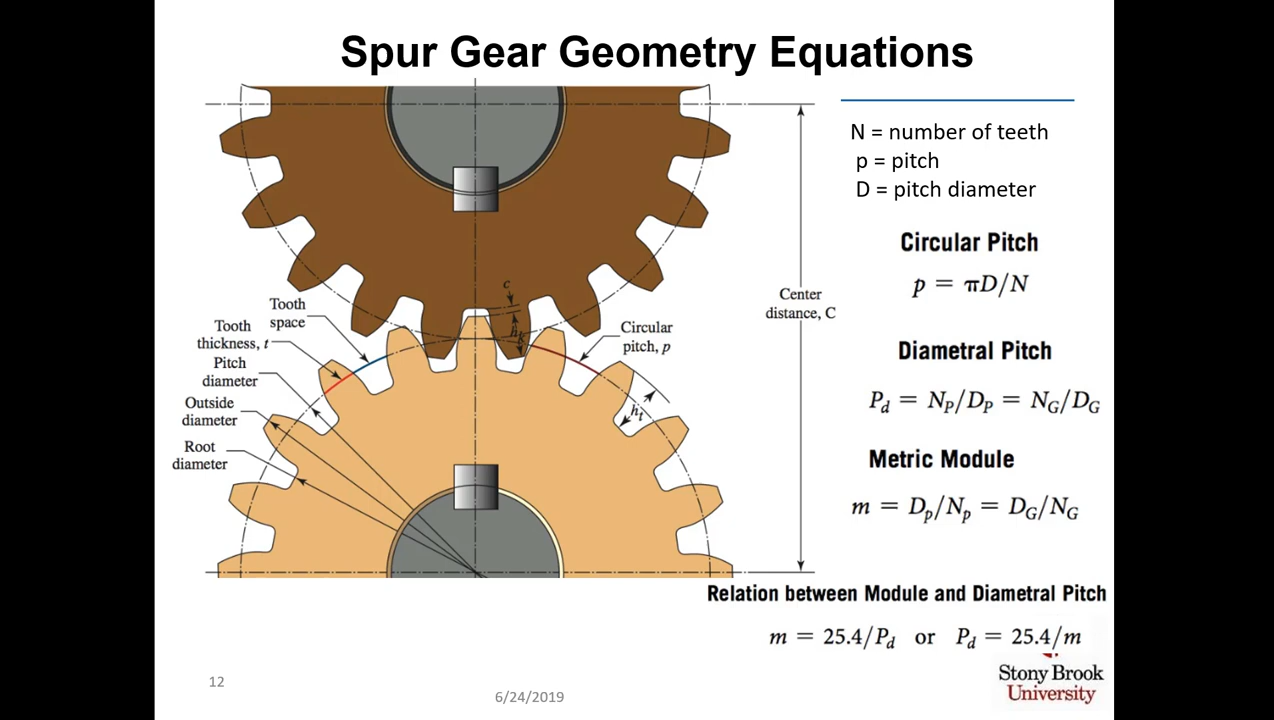 Spur Gear Geometry Equations
N = number of teeth
p = pitch
D = pitch diameter
Circular Pitch
p = πD/N
Diametral Pitch
P_d = N_P/D_P = N_G/D_G
Metric Module
m = D_p/N_p = D_G/N_G
Relation between Module and Diametral Pitch
m = 25.4/P_d or P_d = 25.4/m
Tooth
space
Tooth
thickness, t
Pitch
diameter
Outside
diameter
Root
diameter
c
h_k
Circular
pitch, p
h_t
Center
distance, C
12
6/24/2019
Stony Brook
University